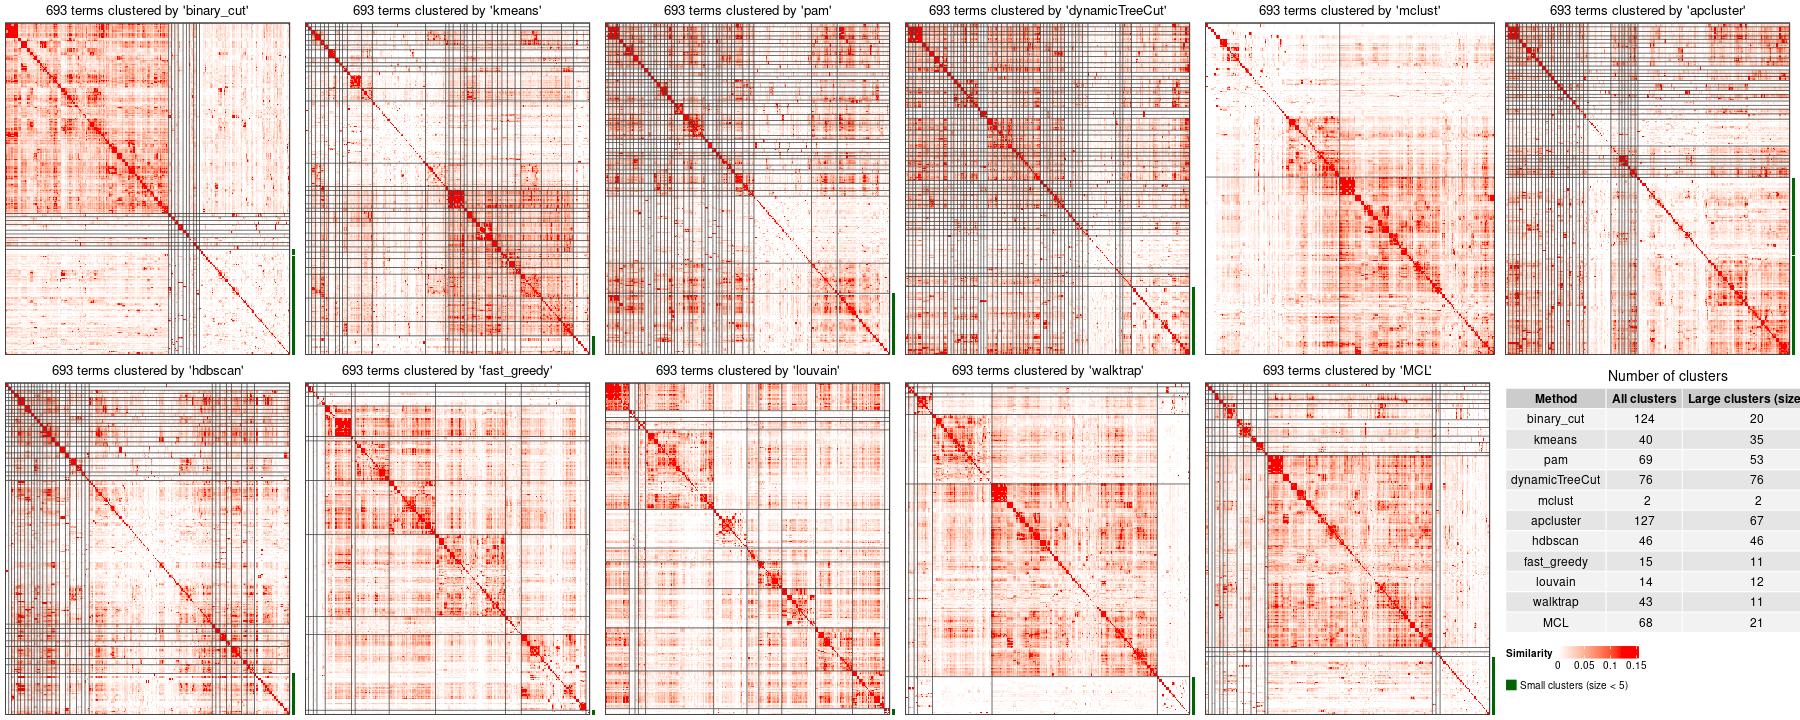 693 terms clustered by 'binary_cut'
693 terms clustered by 'kmeans'
693 terms clustered by 'pam'
693 terms clustered by 'dynamicTreeCut'
693 terms clustered by 'mclust'
693 terms clustered by 'apcluster'
693 terms clustered by 'hdbscan'
693 terms clustered by 'fast_greedy'
693 terms clustered by 'louvain'
693 terms clustered by 'walktrap'
693 terms clustered by 'MCL'
Number of clusters
Method All clusters Large clusters (size
binary_cut 124 20
kmeans 40 35
pam 69 53
dynamicTreeCut 76 76
mclust 2 2
apcluster 127 67
hdbscan 46 46
fast_greedy 15 11
louvain 14 12
walktrap 43 11
MCL 68 21
Similarity
0 0.05 0.1 0.15
Small clusters (size < 5)